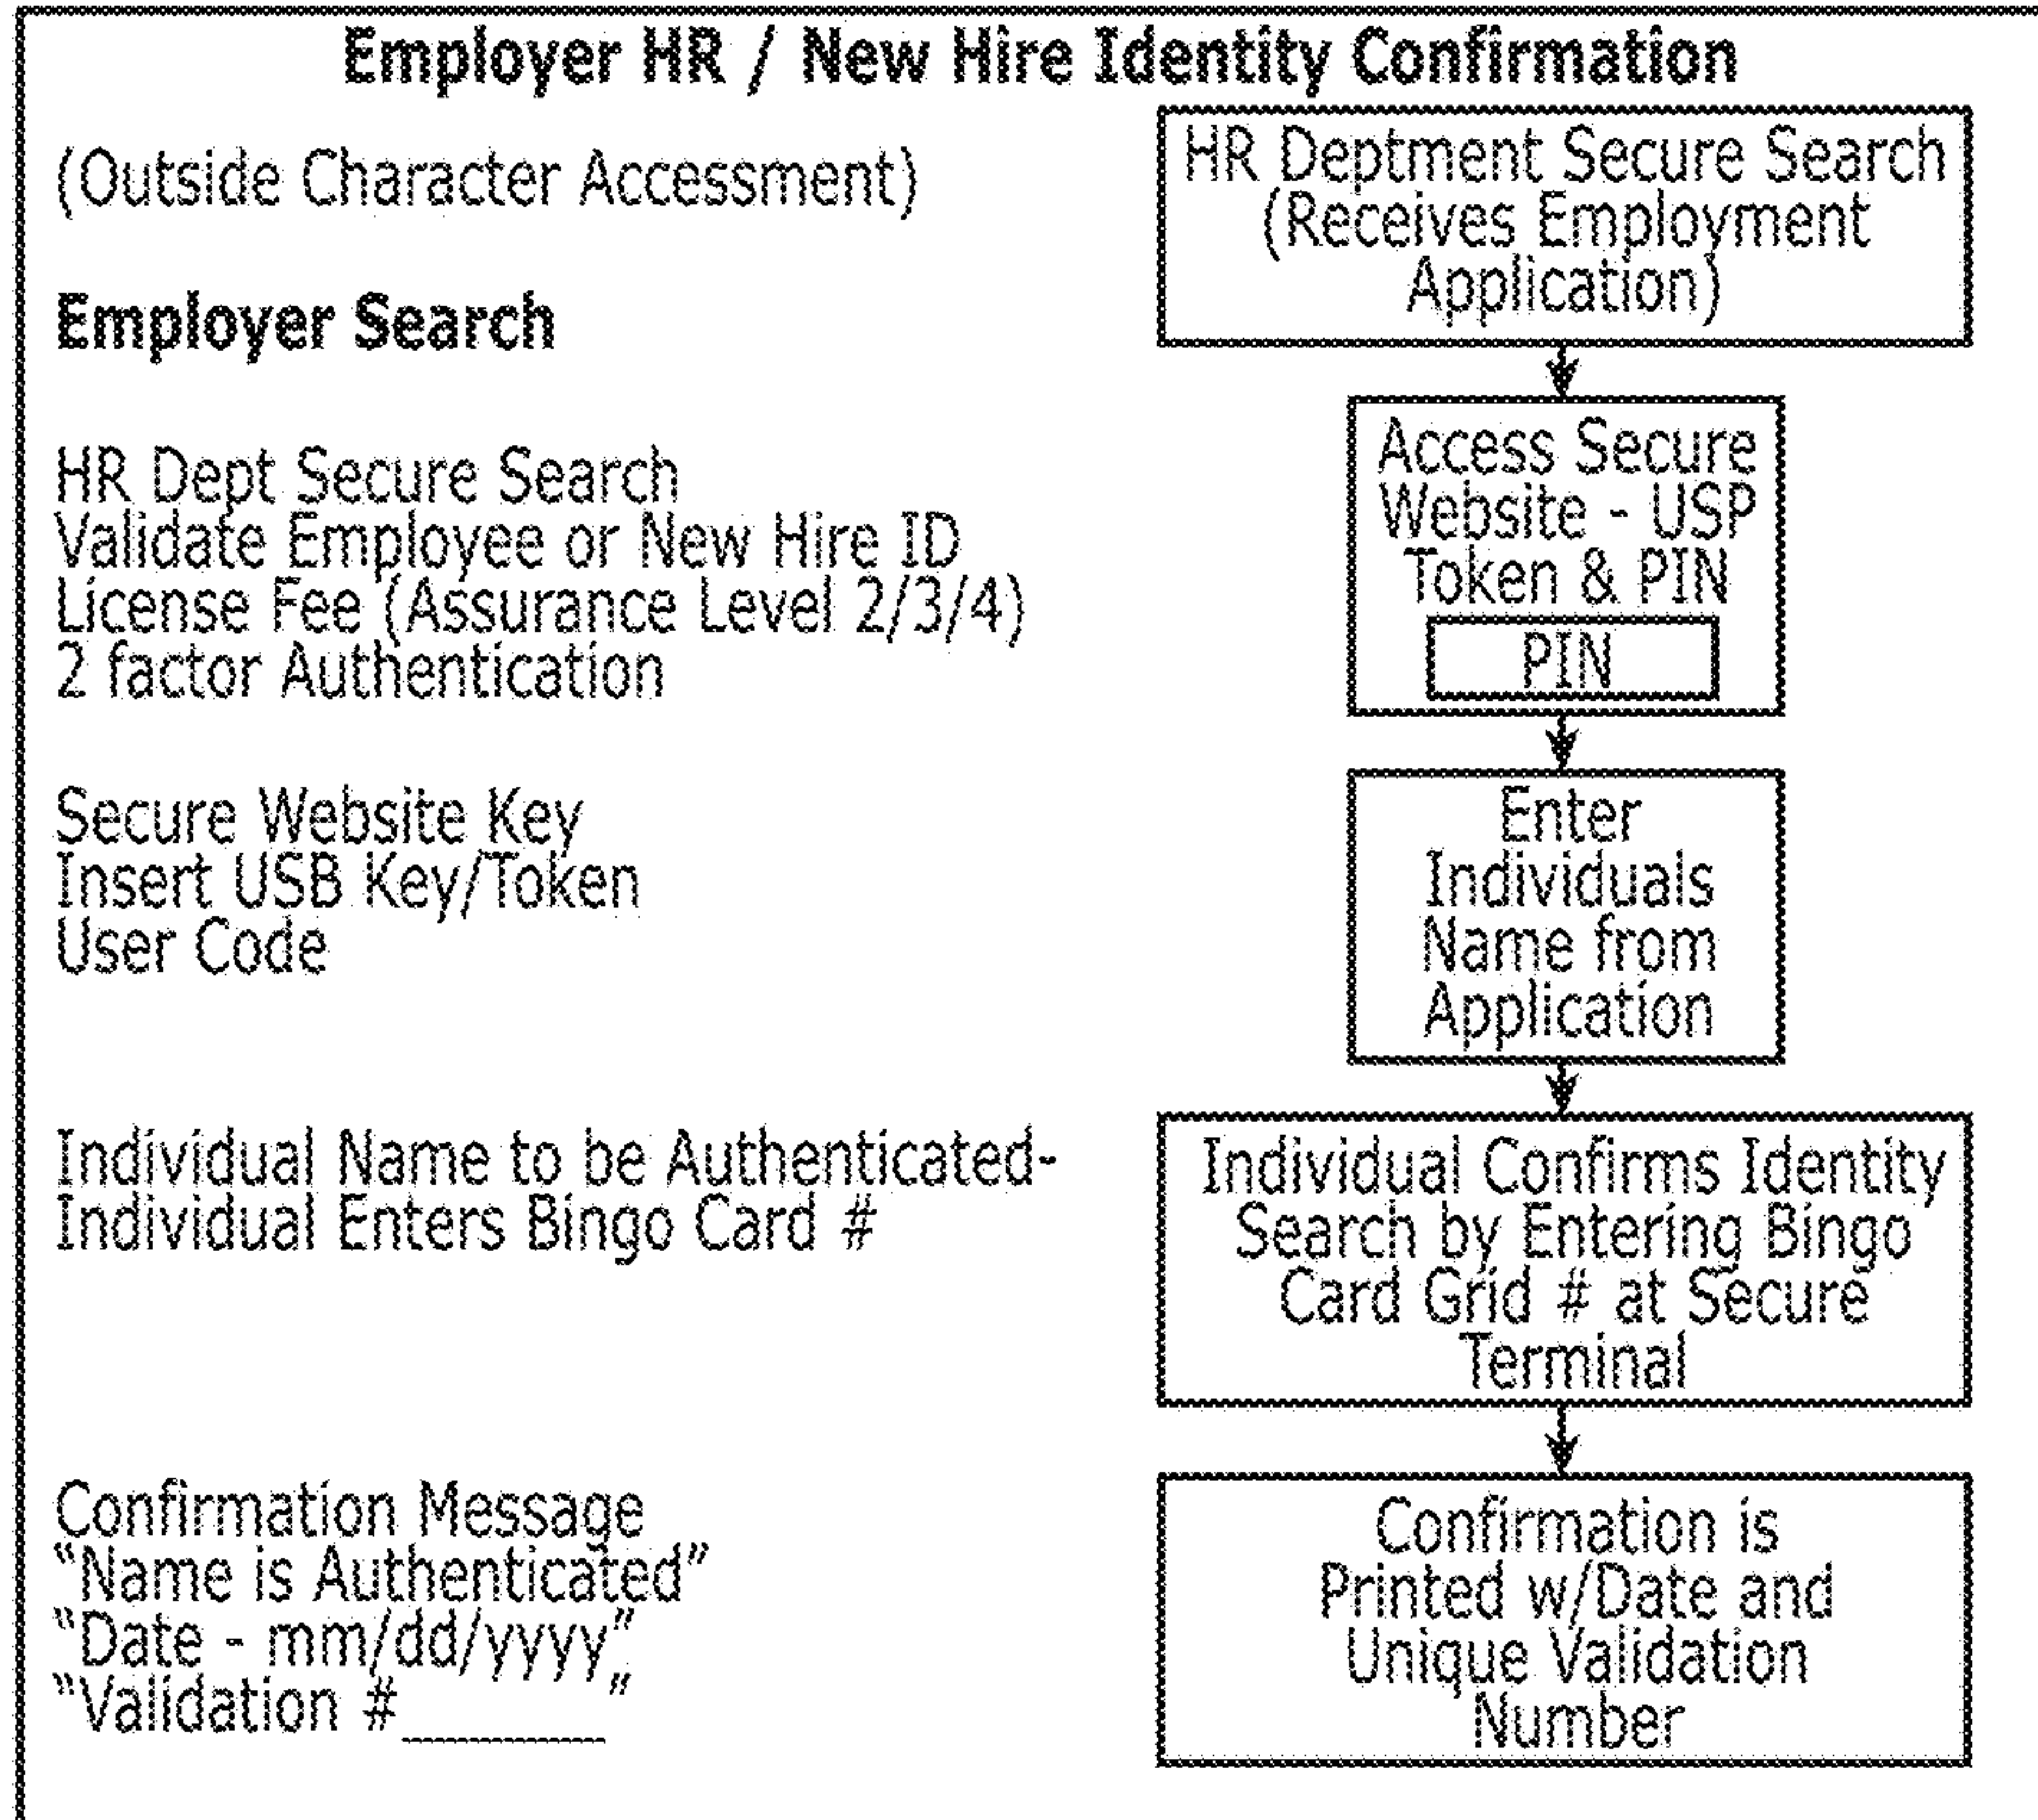 Employer HR / New Hire Identity Confirmation
(Outside Character Accessment)
Employer Search
HR Dept Secure Search
Validate Employee or New Hire ID
License Fee (Assurance Level 2/3/4)
2 factor Authentication
Secure Website Key
Insert USB Key/Token
User Code
Individual Name to be Authenticated-
Individual Enters Bingo Card #
Confirmation Message
“Name is Authenticated”
“Date - mm/dd/yyyy”
“Validation #________”
HR Deptment Secure Search
(Receives Employment
Application)
Access Secure
Website - USP
Token & PIN
PIN
Enter
Individuals
Name from
Application
Individual Confirms Identity
Search by Entering Bingo
Card Grid # at Secure
Terminal
Confirmation is
Printed w/Date and
Unique Validation
Number